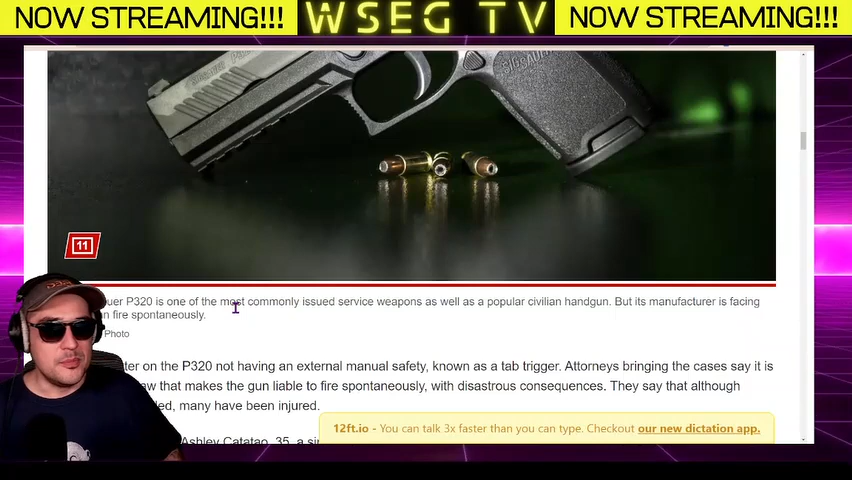 NOW STREAMING!!! WSEG TV NOW STREAMING!!!
SIG SAUER
11
uer P320 is one of the most commonly issued service weapons as well as a popular civilian handgun. But its manufacturer is facing
n fire spontaneously.
Photo
ter on the P320 not having an external manual safety, known as a tab trigger. Attorneys bringing the cases say it is
aw that makes the gun liable to fire spontaneously, with disastrous consequences. They say that although
ed, many have been injured.
12ft.io - You can talk 3x faster than you can type. Checkout our new dictation app.
Ashley Catatao, 35, a si